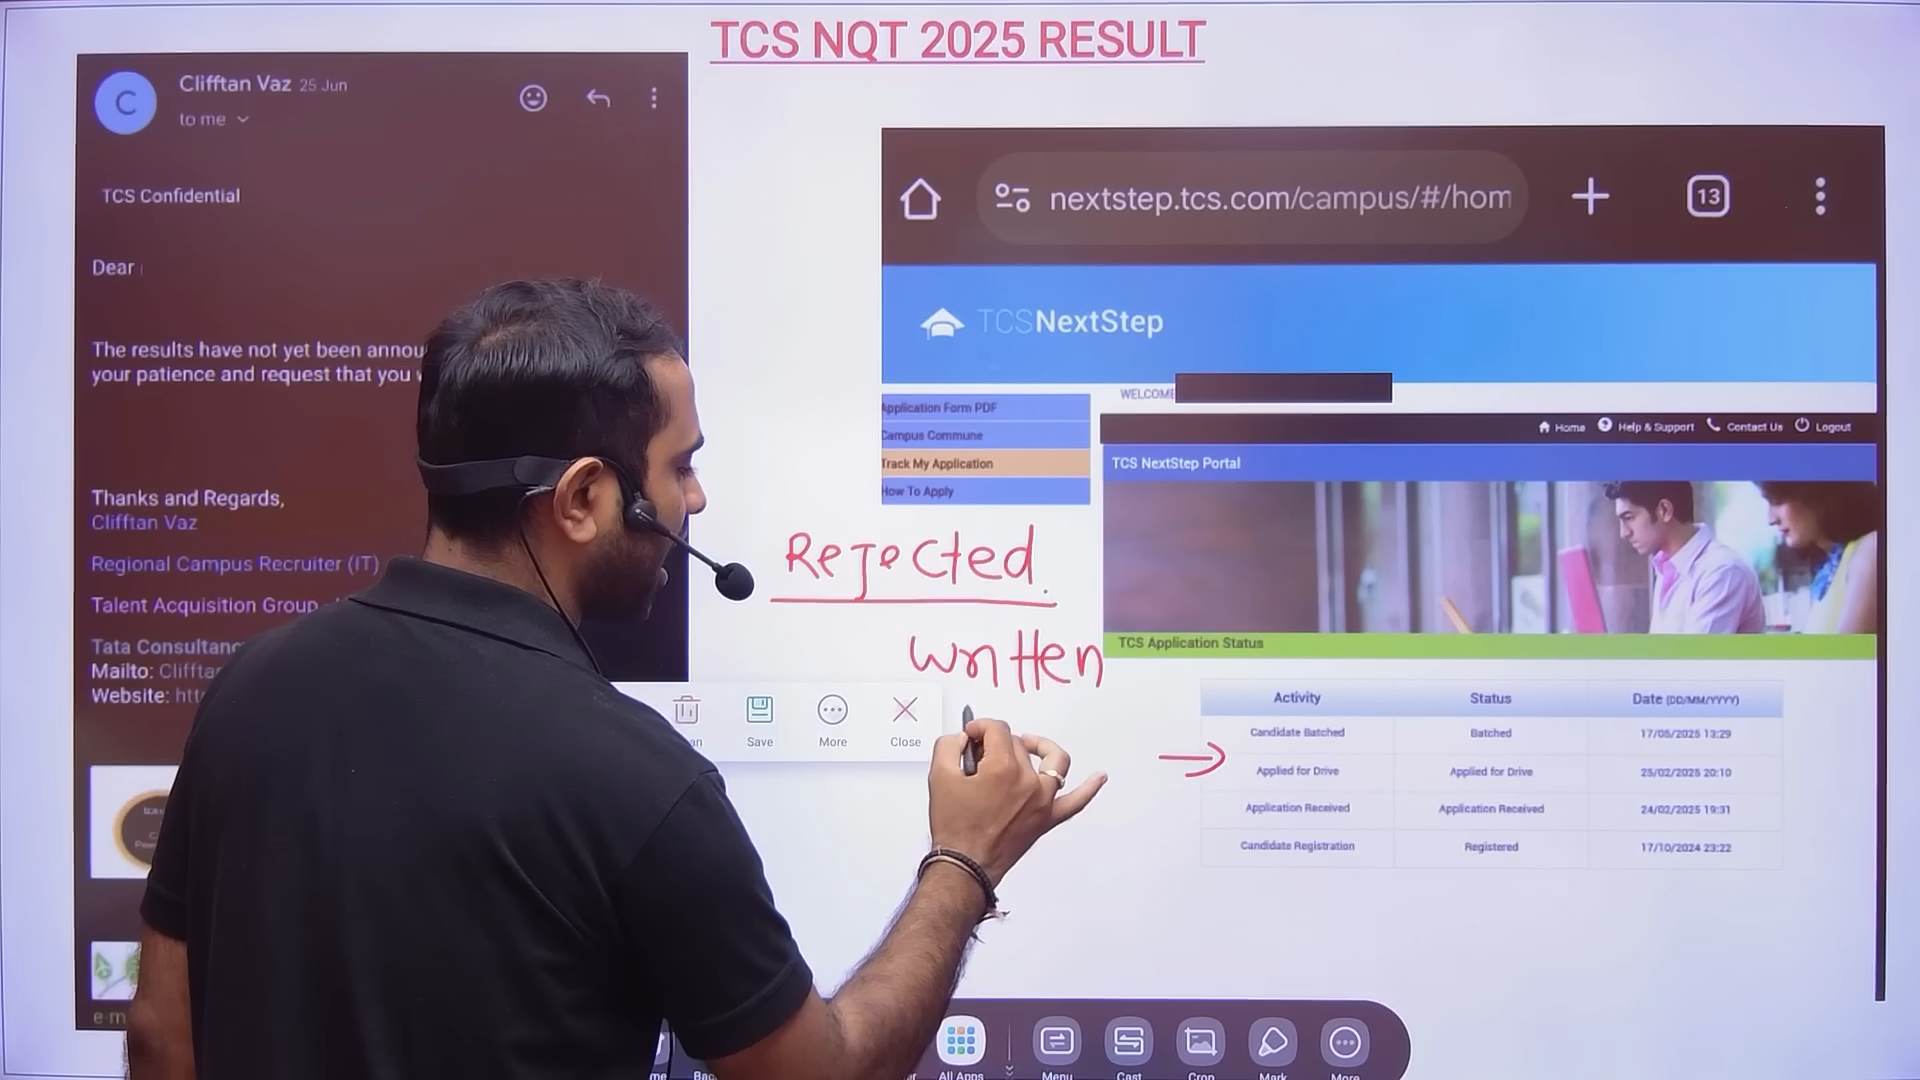 TCS NQT 2025 RESULT
C
Clifftan Vaz 25 Jun
to me
TCS Confidential
Dear
The results have not yet been annou
your patience and request that you
Thanks and Regards,
Clifftan Vaz
Regional Campus Recruiter (IT)
Talent Acquisition Group
Tata Consultanc
Mailto: Clifftan
Website: htt
e-m
nextstep.tcs.com/campus/#/hom
13
TCS NextStep
WELCOME
Application Form PDF
Campus Commune
Track My Application
How To Apply
Home Help & Support Contact Us Logout
TCS NextStep Portal
Rejected.
written
TCS Application Status
Activity Status Date (DD/MM/YYYY)
Candidate Batched Batched 17/05/2025 13:29
Applied for Drive Applied for Drive 25/02/2025 20:10
Application Received Application Received 24/02/2025 19:31
Candidate Registration Registered 17/10/2024 23:22
Save More Close
All Apps Menu Cast Crop Mark More